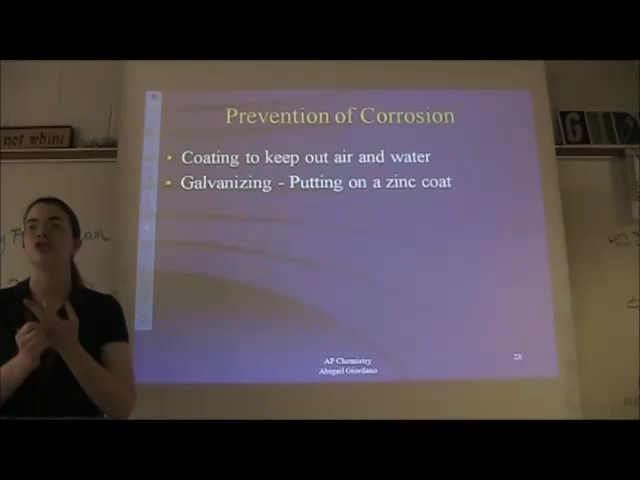 Prevention of Corrosion
• Coating to keep out air and water
• Galvanizing - Putting on a zinc coat
AP Chemistry
Abigail Giordano
28
not whine